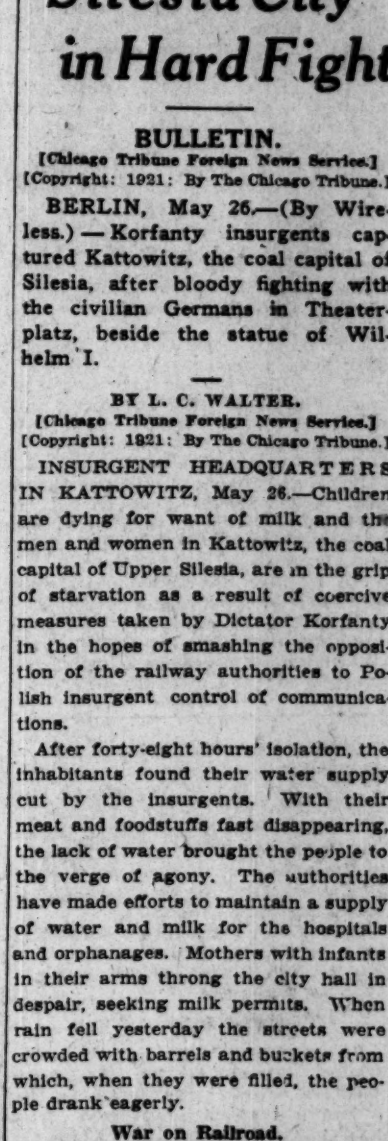 Silesia City
in Hard Fight
BULLETIN.
[Chicago Tribune Foreign News Service.]
[Copyright: 1921: By The Chicago Tribune.]
BERLIN, May 26.—(By Wire-
less.) — Korfanty insurgents cap-
tured Kattowitz, the coal capital of
Silesia, after bloody fighting with
the civilian Germans in Theater-
platz, beside the statue of Wil-
helm I.
BY L. C. WALTER.
[Chicago Tribune Foreign News Service.]
[Copyright: 1921: By The Chicago Tribune.]
INSURGENT HEADQUARTERS
IN KATTOWITZ, May 26.—Children
are dying for want of milk and the
men and women in Kattowitz, the coal
capital of Upper Silesia, are in the grip
of starvation as a result of coercive
measures taken by Dictator Korfanty
in the hopes of smashing the opposi-
tion of the railway authorities to Po-
lish insurgent control of communica-
tions.
After forty-eight hours' isolation, the
inhabitants found their water supply
cut by the insurgents. With their
meat and foodstuffs fast disappearing,
the lack of water brought the people to
the verge of agony. The authorities
have made efforts to maintain a supply
of water and milk for the hospitals
and orphanages. Mothers with infants
in their arms throng the city hall in
despair, seeking milk permits. When
rain fell yesterday the streets were
crowded with barrels and buckets from
which, when they were filled, the peo-
ple drank eagerly.
War on Railroad.